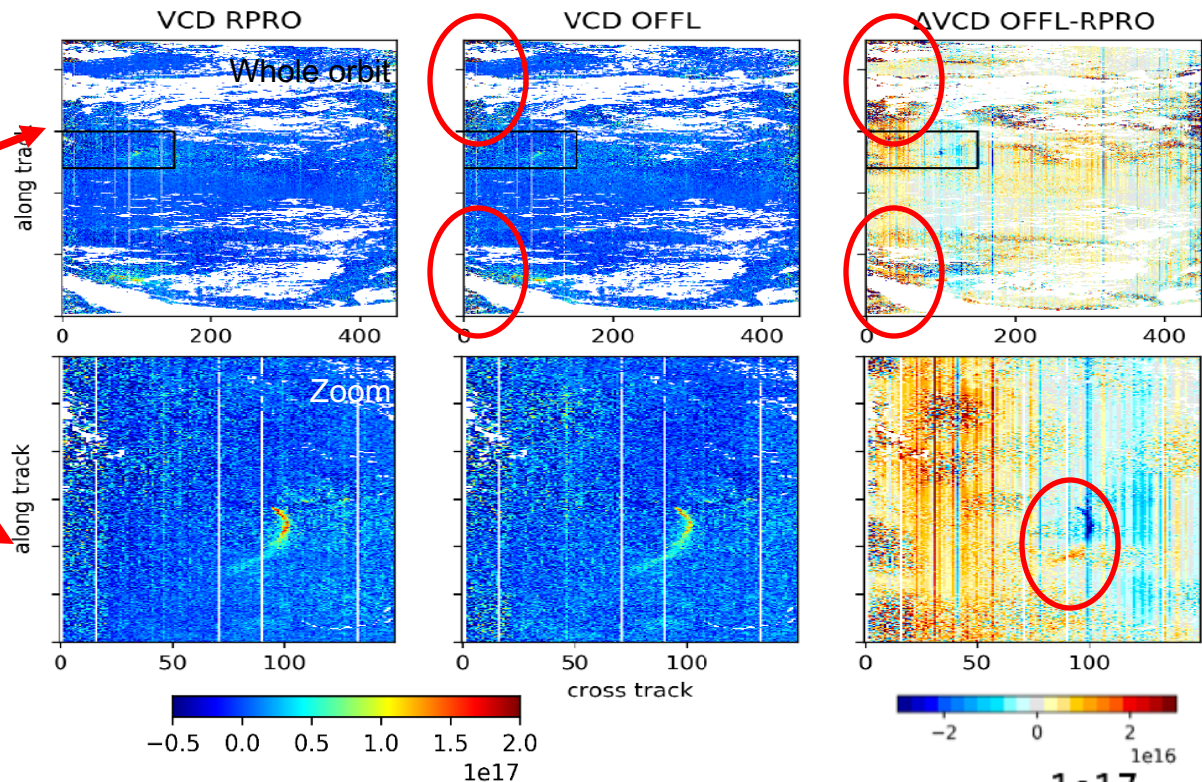 VCD RPRO
VCD OFFL
ΔVCD OFFL-RPRO
Whole orbit
along track
0 200 400
0 200 400
0 200 400
Zoom
along track
0 50 100
0 50 100
0 50 100
cross track
−0.5 0.0 0.5 1.0 1.5 2.0
1e17
−2 0 2
1e16